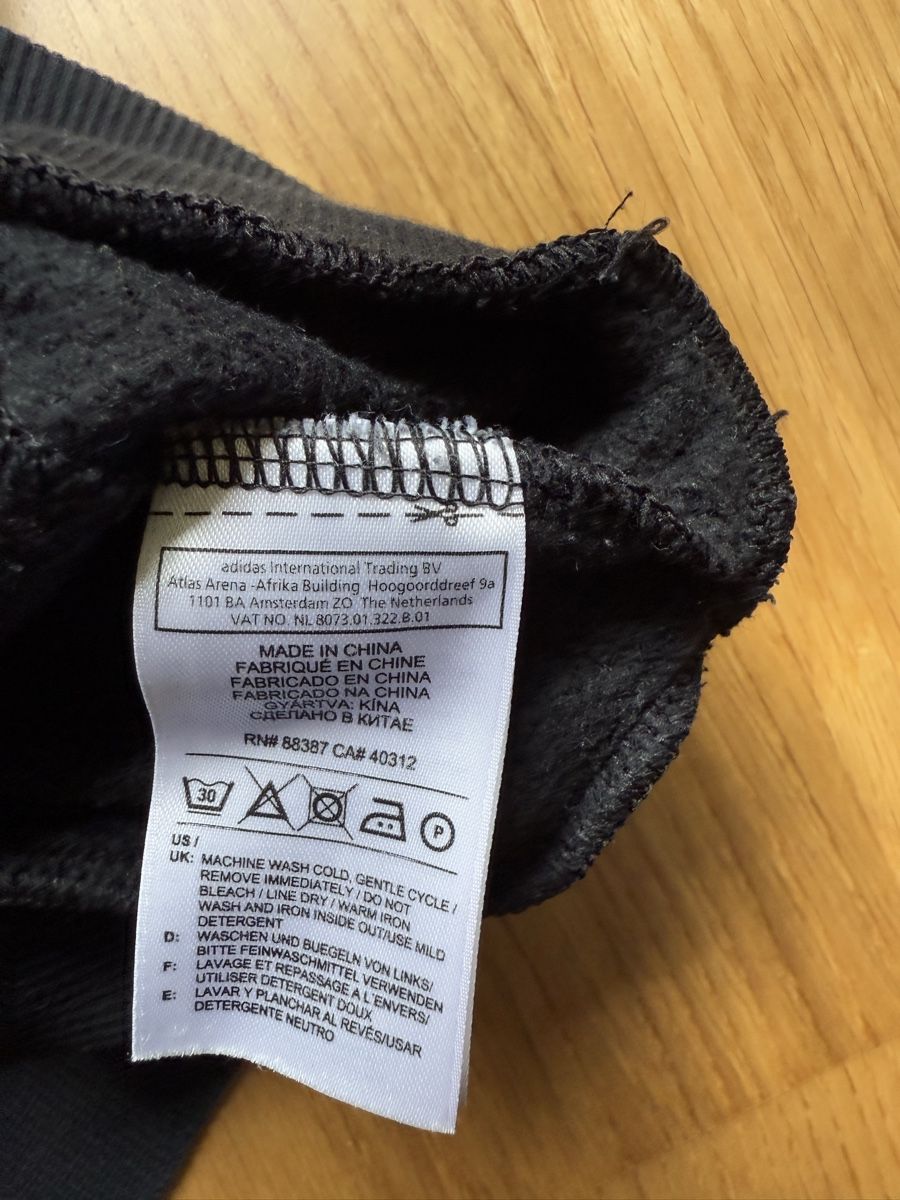 adidas International Trading BV
Atlas Arena -Afrika Building Hoogoorddreef 9a
1101 BA Amsterdam ZO The Netherlands
VAT NO. NL 8073.01.322.B.01
MADE IN CHINA
FABRIQUÉ EN CHINE
FABRICADO EN CHINA
FABRICADO NA CHINA
GYÁRTVA: KÍNA
СДЕЛАНО В КИТАЕ
RN# 88387 CA# 40312
30
P
US /
UK: MACHINE WASH COLD, GENTLE CYCLE /
REMOVE IMMEDIATELY / DO NOT
BLEACH / LINE DRY / WARM IRON
WASH AND IRON INSIDE OUT/USE MILD
DETERGENT
D: WASCHEN UND BUEGELN VON LINKS/
BITTE FEINWASCHMITTEL VERWENDEN
F: LAVAGE ET REPASSAGE À L'ENVERS/
UTILISER DETERGENT DOUX
E: LAVAR Y PLANCHAR AL REVÉS/USAR
DETERGENTE NEUTRO